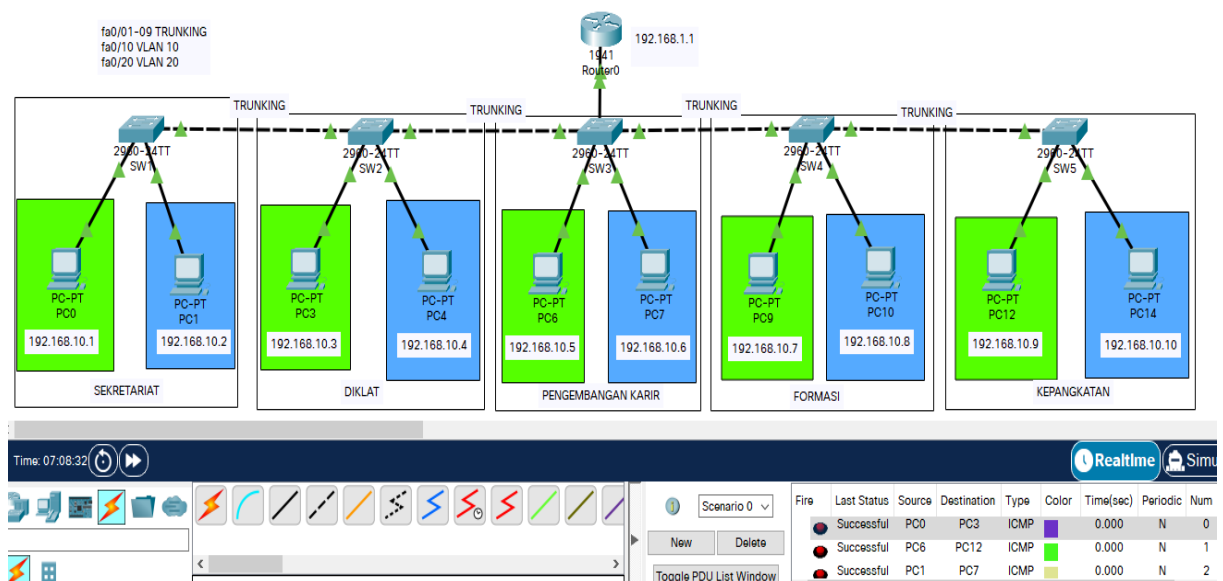 fa0/01-09 TRUNKING
fa0/10 VLAN 10
fa0/20 VLAN 20
192.168.1.1
1941
Router0
TRUNKING
TRUNKING
TRUNKING
TRUNKING
2960-24TT
SW1
2960-24TT
SW2
2960-24TT
SW3
2960-24TT
SW4
2960-24TT
SW5
PC-PT
PC0
192.168.10.1
PC-PT
PC1
192.168.10.2
PC-PT
PC3
192.168.10.3
PC-PT
PC4
192.168.10.4
PC-PT
PC6
192.168.10.5
PC-PT
PC7
192.168.10.6
PC-PT
PC9
192.168.10.7
PC-PT
PC10
192.168.10.8
PC-PT
PC12
192.168.10.9
PC-PT
PC14
192.168.10.10
SEKRETARIAT
DIKLAT
PENGEMBANGAN KARIR
FORMASI
KEPANGKATAN
Time: 07:08:32
Realtime
Simu
Scenario 0
New
Delete
Toggle PDU List Window
Fire Last Status Source Destination Type Color Time(sec) Periodic Num
Successful PC0 PC3 ICMP 0.000 N 0
Successful PC6 PC12 ICMP 0.000 N 1
Successful PC1 PC7 ICMP 0.000 N 2